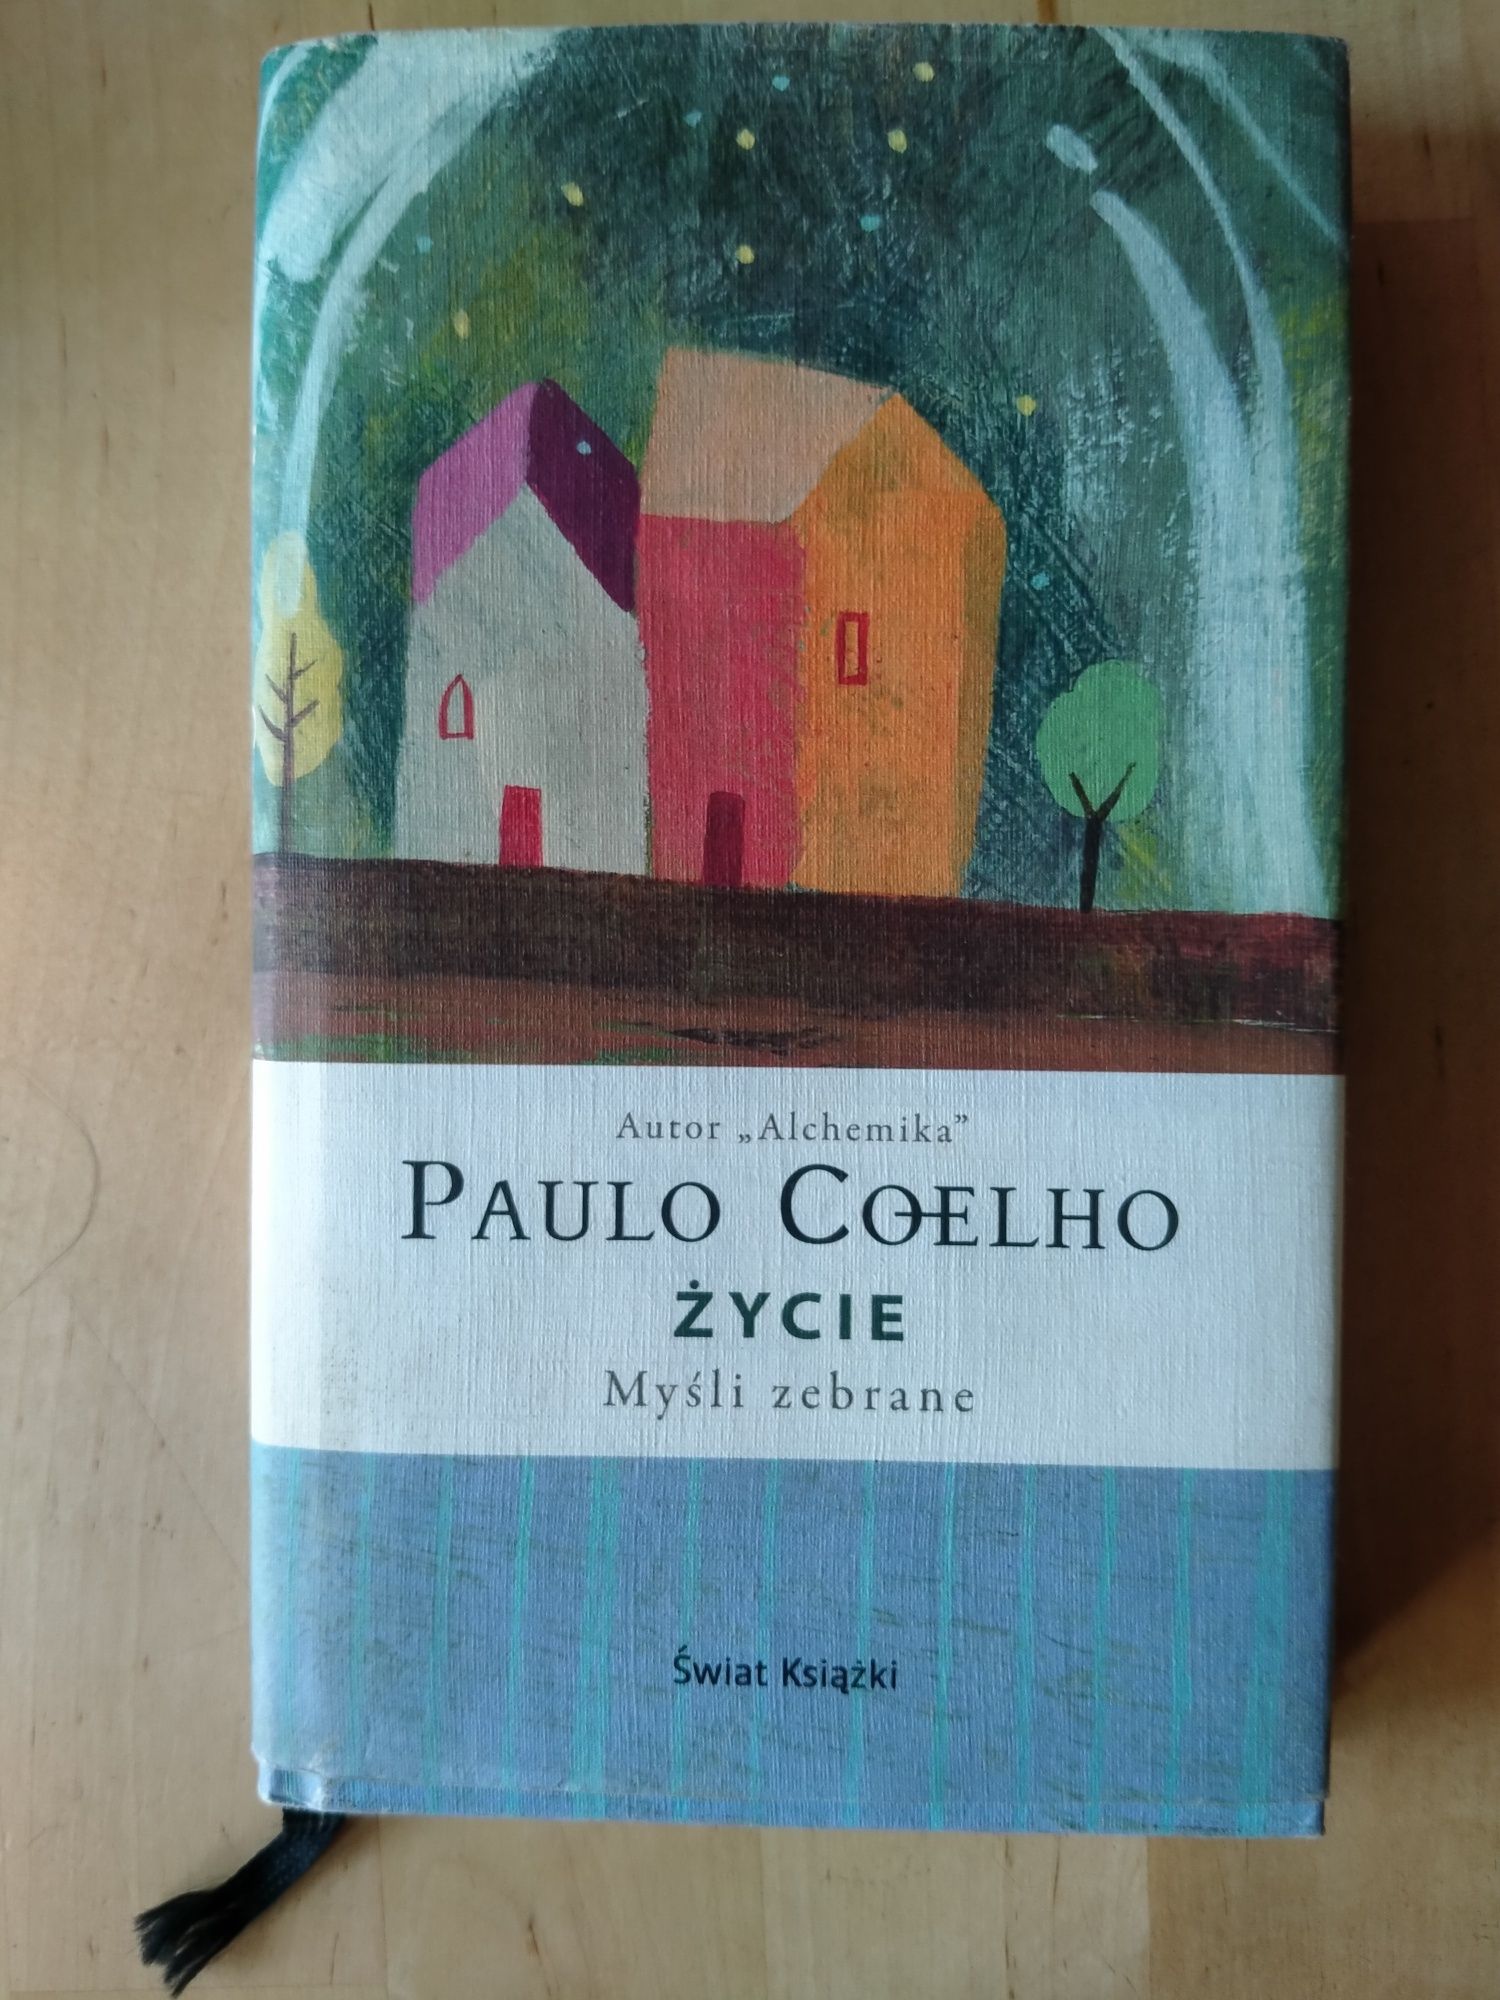 Autor „Alchemika”
PAULO COELHO
ŻYCIE
Myśli zebrane
Świat Książki